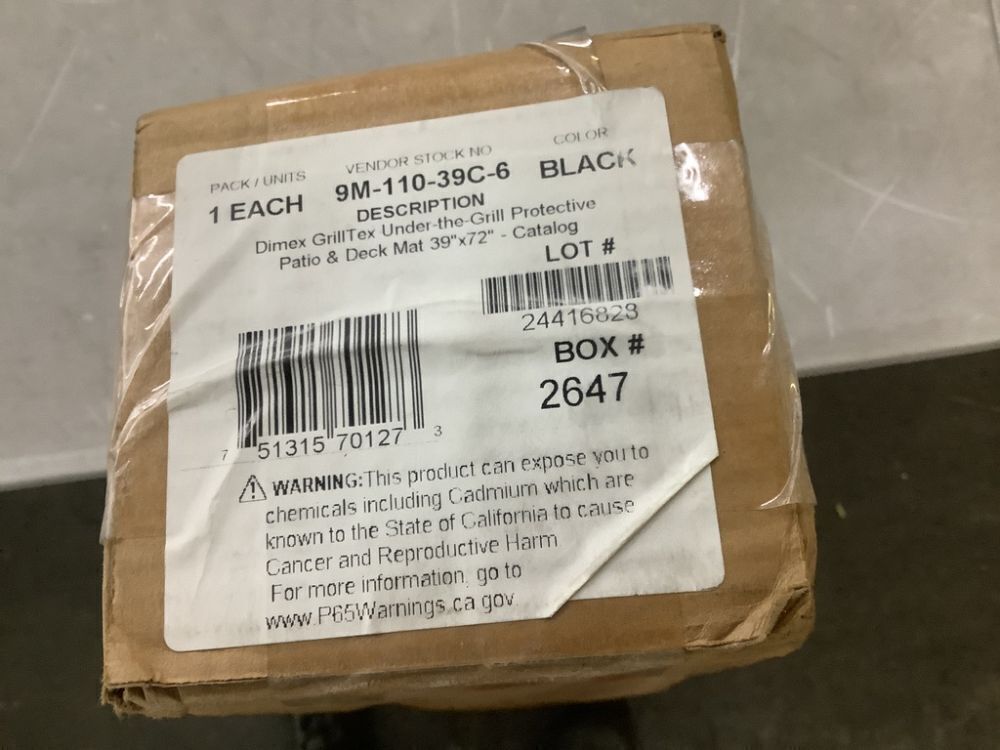 PACK / UNITS VENDOR STOCK NO COLOR
1 EACH 9M-110-39C-6 BLACK
DESCRIPTION
Dimex GrillTex Under-the-Grill Protective
Patio & Deck Mat 39"x72" - Catalog
LOT #
24416823
BOX #
2647
7 51315 70127 3
WARNING:This product can expose you to
chemicals including Cadmium which are
known to the State of California to cause
Cancer and Reproductive Harm
For more information, go to
www.P65Warnings.ca.gov